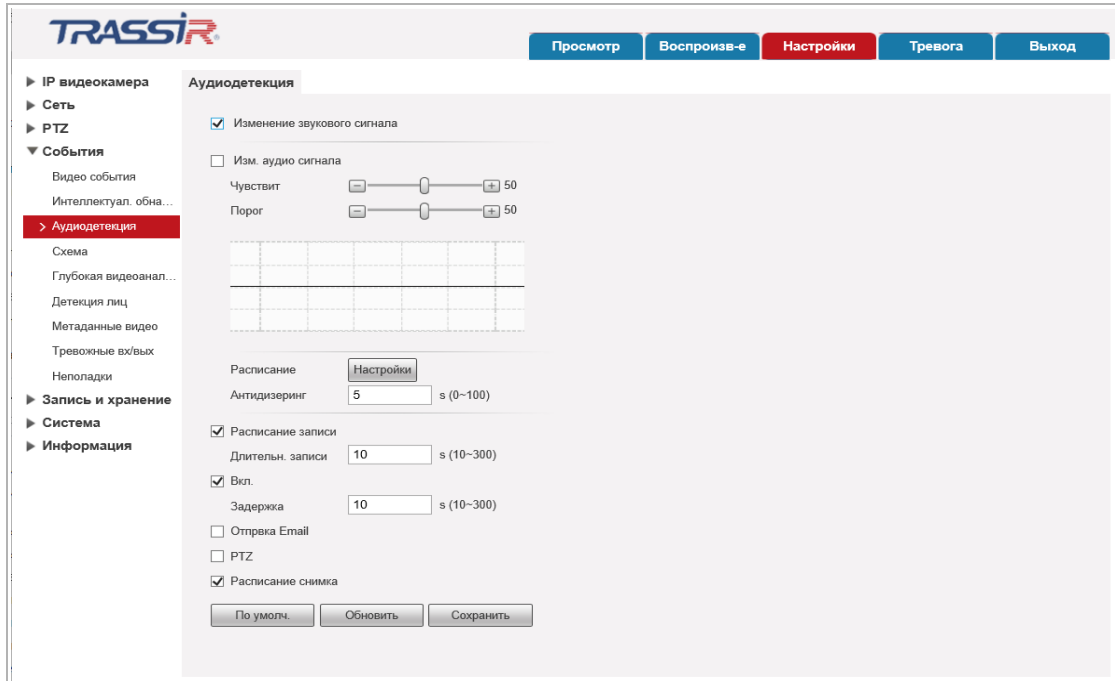 TRASSIR
Просмотр
Воспроизв-е
Настройки
Тревога
Выход
IP видеокамера
Сеть
PTZ
События
Видео события
Интеллектуал. обна...
Аудиодетекция
Схема
Глубокая видеоанал...
Детекция лиц
Метаданные видео
Тревожные вх/вых
Неполадки
Запись и хранение
Система
Информация
Аудиодетекция
Изменение звукового сигнала
Изм. аудио сигнала
Чувствит 50
Порог 50
Расписание Настройки
Антидизеринг 5 s (0~100)
Расписание записи
Длительн. записи 10 s (10~300)
Вкл.
Задержка 10 s (10~300)
Отпрвка Email
PTZ
Расписание снимка
По умолч. Обновить Сохранить